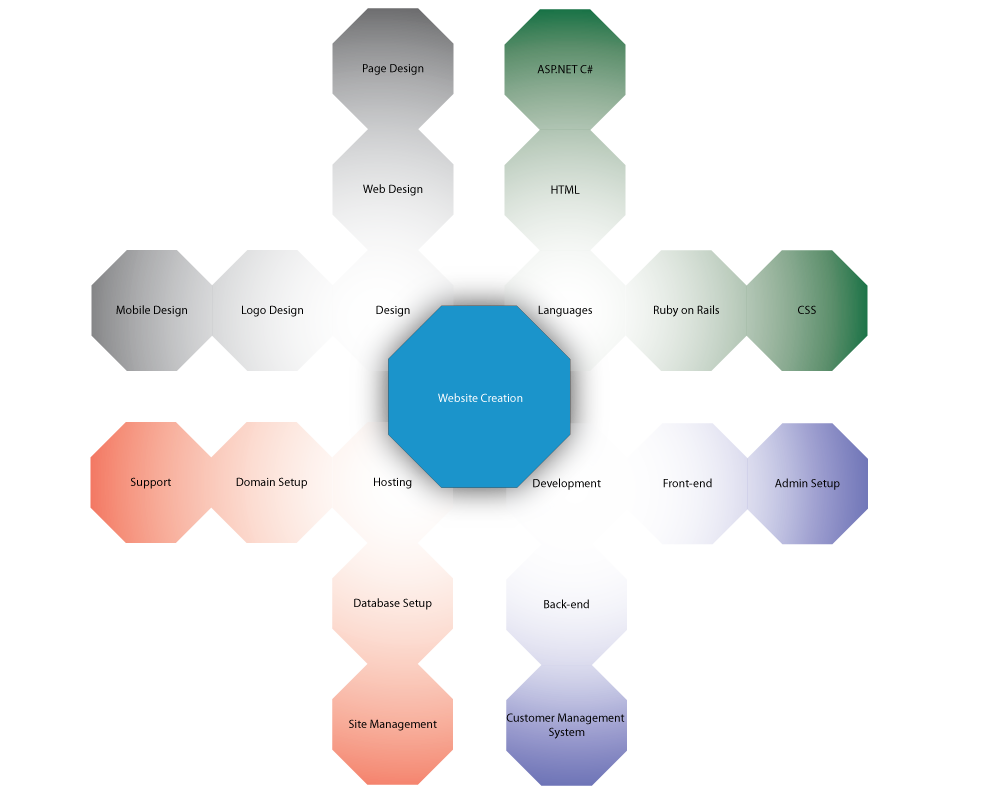 Page Design
ASP.NET C#
Web Design
HTML
Mobile Design
Logo Design
Design
Languages
Ruby on Rails
CSS
Website Creation
Support
Domain Setup
Hosting
Development
Front-end
Admin Setup
Database Setup
Back-end
Site Management
Customer Management
System